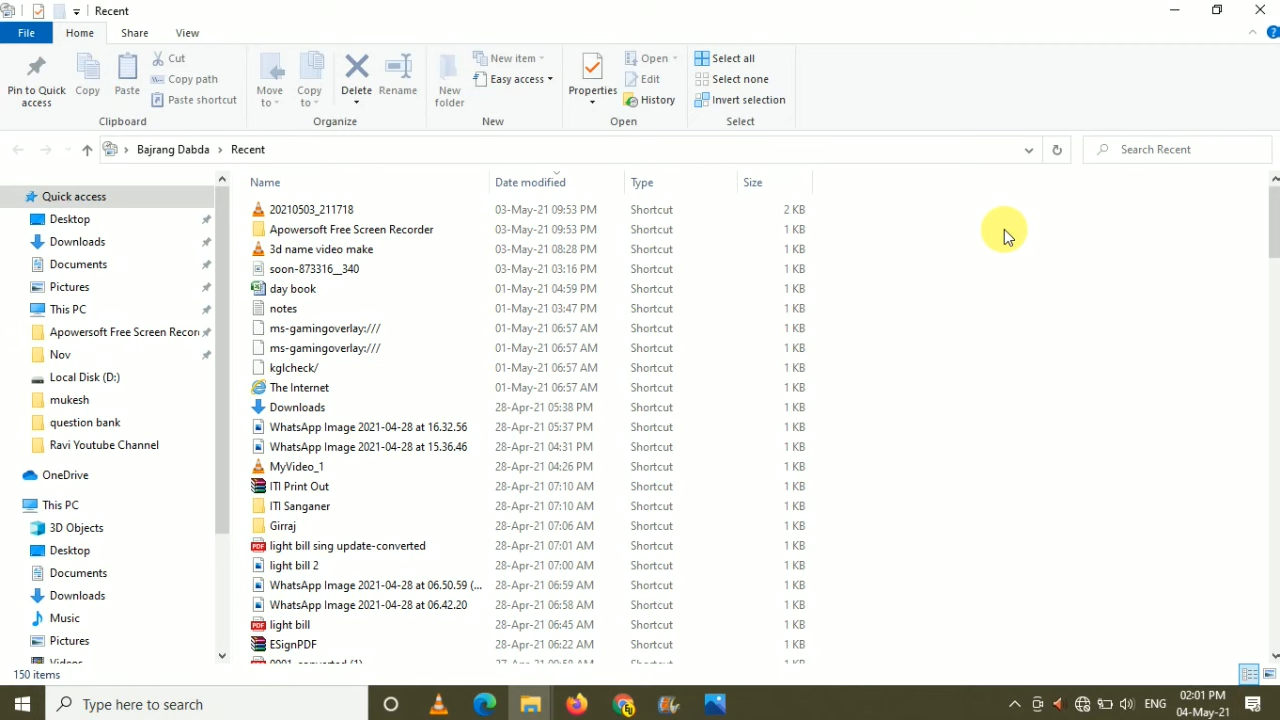 Recent
File Home Share View
Pin to Quick access
Copy
Paste
Cut
Copy path
Paste shortcut
Clipboard
Move to
Copy to
Delete
Rename
Organize
New folder
New item
Easy access
New
Properties
Open
Edit
History
Open
Select all
Select none
Invert selection
Select
Bajrang Dabda › Recent
Search Recent
Quick access
Desktop
Downloads
Documents
Pictures
This PC
Apowersoft Free Screen Recor
Nov
Local Disk (D:)
mukesh
question bank
Ravi Youtube Channel
OneDrive
This PC
3D Objects
Desktop
Documents
Downloads
Music
Pictures
Videos
Name Date modified Type Size
20210503_211718 03-May-21 09:53 PM Shortcut 2 KB
Apowersoft Free Screen Recorder 03-May-21 09:53 PM Shortcut 1 KB
3d name video make 03-May-21 08:28 PM Shortcut 1 KB
soon-873316__340 03-May-21 03:16 PM Shortcut 1 KB
day book 01-May-21 04:59 PM Shortcut 1 KB
notes 01-May-21 03:47 PM Shortcut 1 KB
ms-gamingoverlay:/// 01-May-21 06:57 AM Shortcut 1 KB
ms-gamingoverlay:/// 01-May-21 06:57 AM Shortcut 1 KB
kglcheck/ 01-May-21 06:57 AM Shortcut 1 KB
The Internet 01-May-21 06:57 AM Shortcut 1 KB
Downloads 28-Apr-21 05:38 PM Shortcut 1 KB
WhatsApp Image 2021-04-28 at 16.32.56 28-Apr-21 05:37 PM Shortcut 1 KB
WhatsApp Image 2021-04-28 at 15.36.46 28-Apr-21 04:31 PM Shortcut 1 KB
MyVideo_1 28-Apr-21 04:26 PM Shortcut 1 KB
ITI Print Out 28-Apr-21 07:10 AM Shortcut 1 KB
ITI Sanganer 28-Apr-21 07:10 AM Shortcut 1 KB
Girraj 28-Apr-21 07:06 AM Shortcut 1 KB
light bill sing update-converted 28-Apr-21 07:01 AM Shortcut 1 KB
light bill 2 28-Apr-21 07:00 AM Shortcut 1 KB
WhatsApp Image 2021-04-28 at 06.50.59 (... 28-Apr-21 06:59 AM Shortcut 1 KB
WhatsApp Image 2021-04-28 at 06.42.20 28-Apr-21 06:58 AM Shortcut 1 KB
light bill 28-Apr-21 06:45 AM Shortcut 1 KB
ESignPDF 28-Apr-21 06:22 AM Shortcut 1 KB
150 items
Type here to search
ENG
02:01 PM
04-May-21